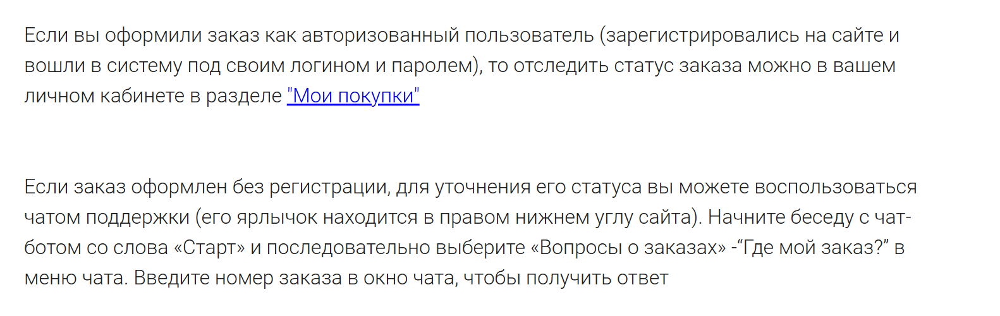 Если вы оформили заказ как авторизованный пользователь (зарегистрировались на сайте и
вошли в систему под своим логином и паролем), то отследить статус заказа можно в вашем
личном кабинете в разделе "Мои покупки"
Если заказ оформлен без регистрации, для уточнения его статуса вы можете воспользоваться
чатом поддержки (его ярлычок находится в правом нижнем углу сайта). Начните беседу с чат-
ботом со слова «Старт» и последовательно выберите «Вопросы о заказах» -“Где мой заказ?” в
меню чата. Введите номер заказа в окно чата, чтобы получить ответ